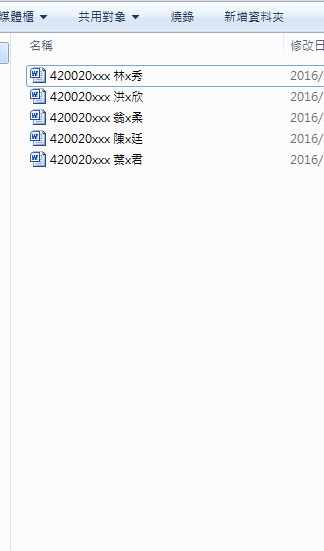 媒體櫃 共用對象 燒錄 新增資料夾
名稱 修改日
420020xxx 林x秀 2016/
420020xxx 洪x欣 2016/
420020xxx 翁x柔 2016/
420020xxx 陳x廷 2016/
420020xxx 葉x君 2016/